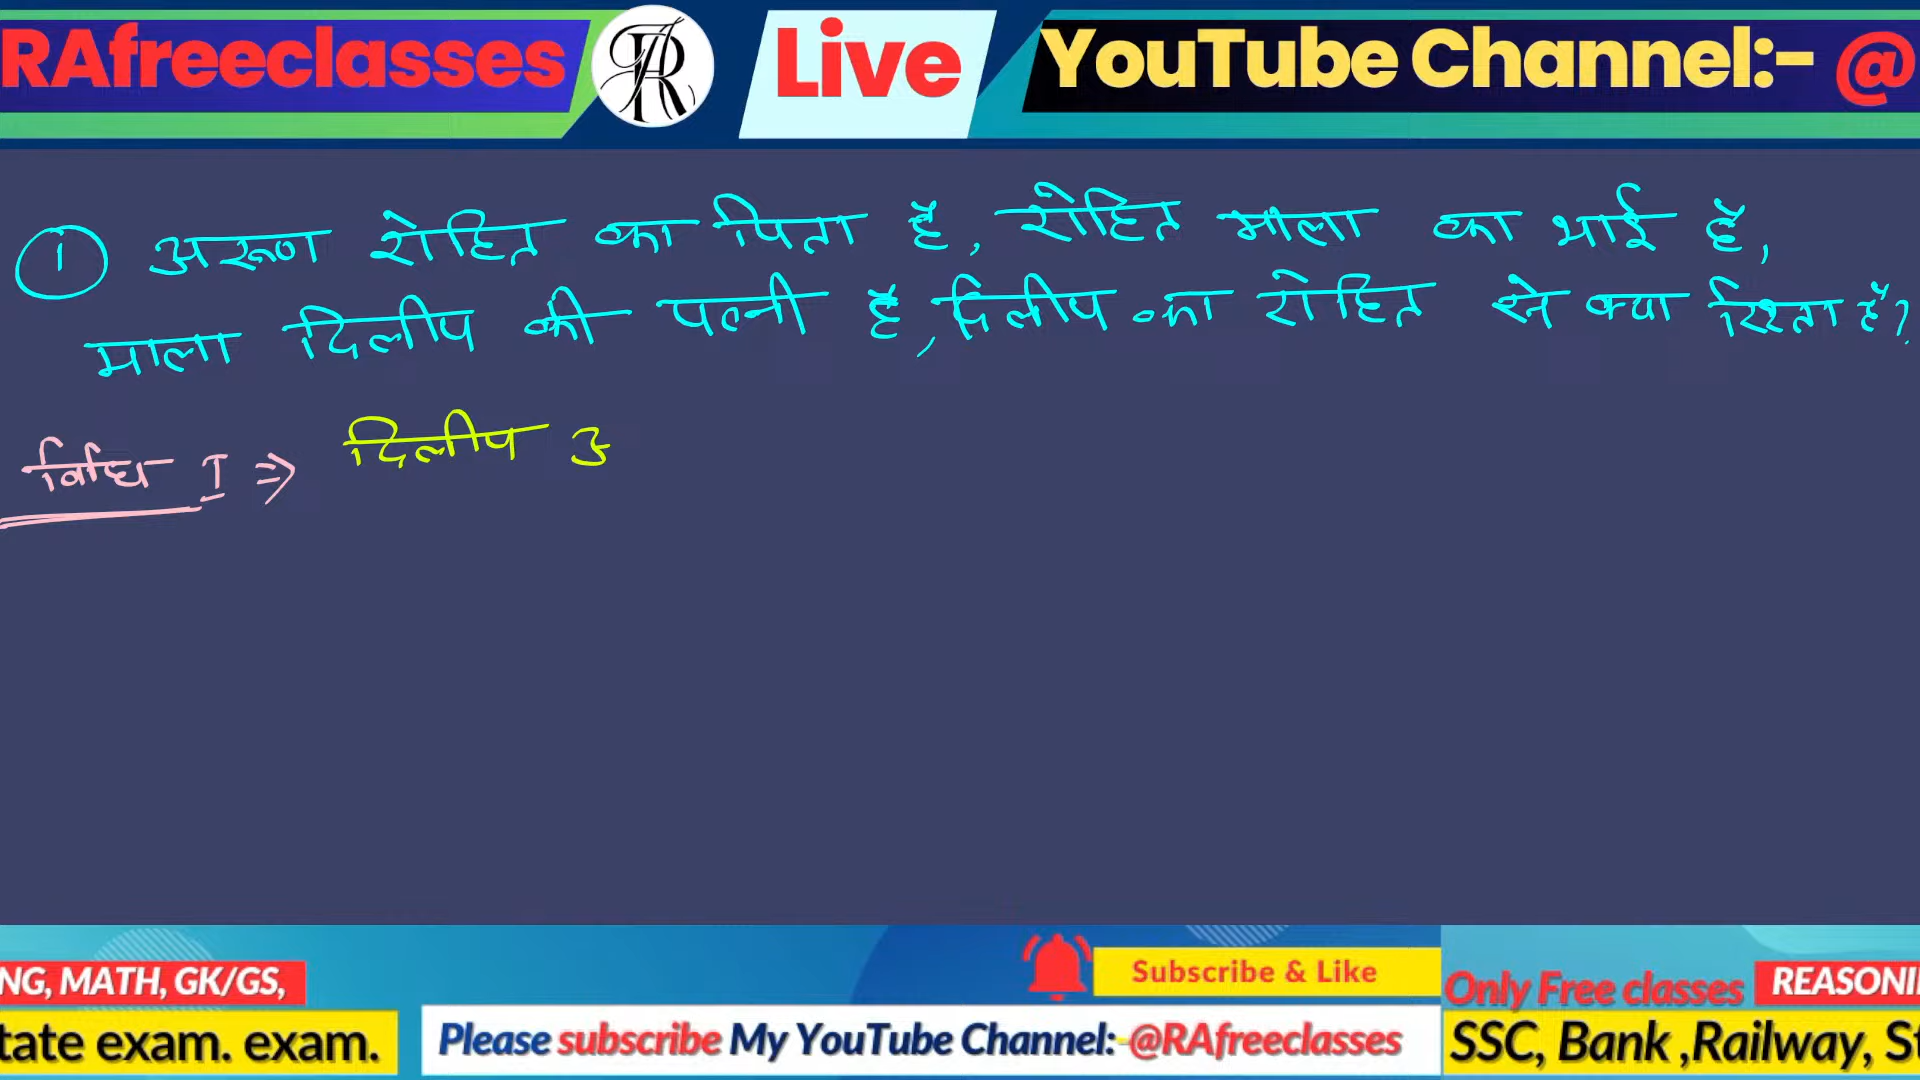 RAfreeclasses Live YouTube Channel:- @
① अरूण रोहित का पिता है, रोहित माला का भाई है,
माला दिलीप की पत्नी है, दिलीप का रोहित से क्या रिश्ता है?
विधि I ⇒ दिलीप
Subscribe & Like
NG, MATH, GK/GS,
Only Free classes REASONI
tate exam. exam.
Please subscribe My YouTube Channel:-@RAfreeclasses
SSC, Bank ,Railway, St